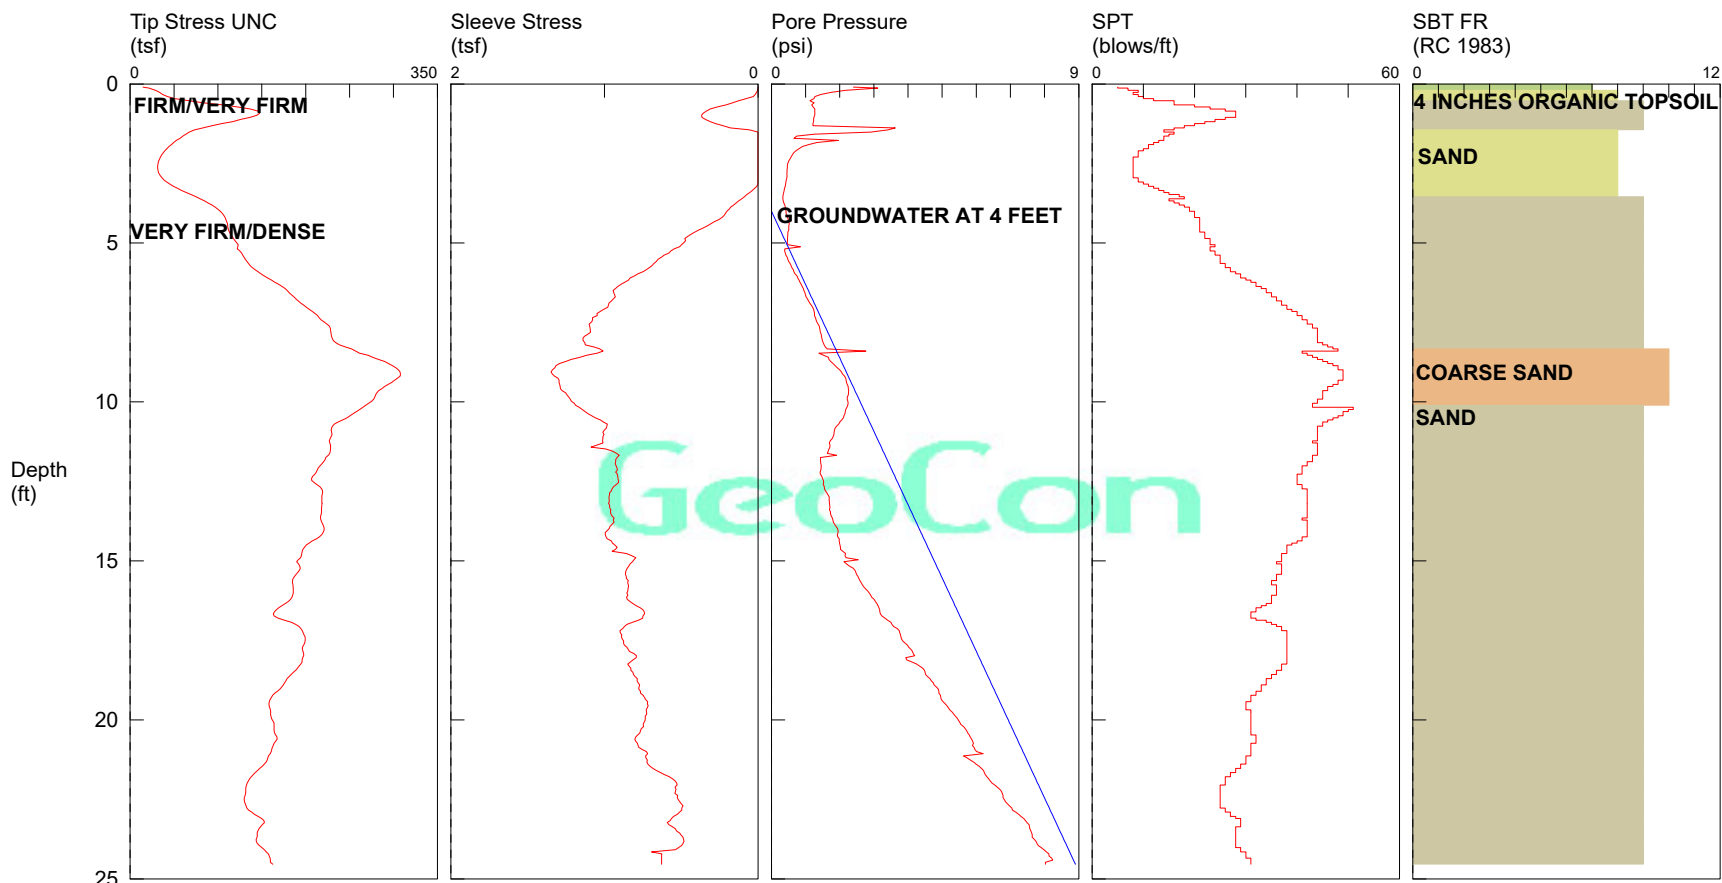 Tip Stress UNC
(tsf)
Sleeve Stress
(tsf)
Pore Pressure
(psi)
SPT
(blows/ft)
SBT FR
(RC 1983)
0 350
2 0
0 9
0 60
0 12
0
FIRM/VERY FIRM
4 INCHES ORGANIC TOPSOIL
SAND
GROUNDWATER AT 4 FEET
VERY FIRM/DENSE
5
COARSE SAND
10
SAND
Depth
(ft)
GeoCon
15
20
25